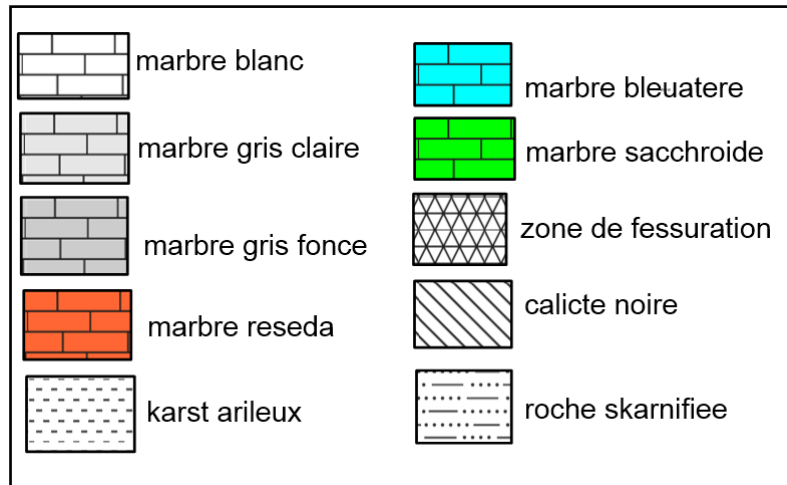 marbre blanc
marbre gris claire
marbre gris fonce
marbre reseda
karst arileux
marbre bleuatere
marbre sacchroide
zone de fessuration
calicte noire
roche skarnifiee